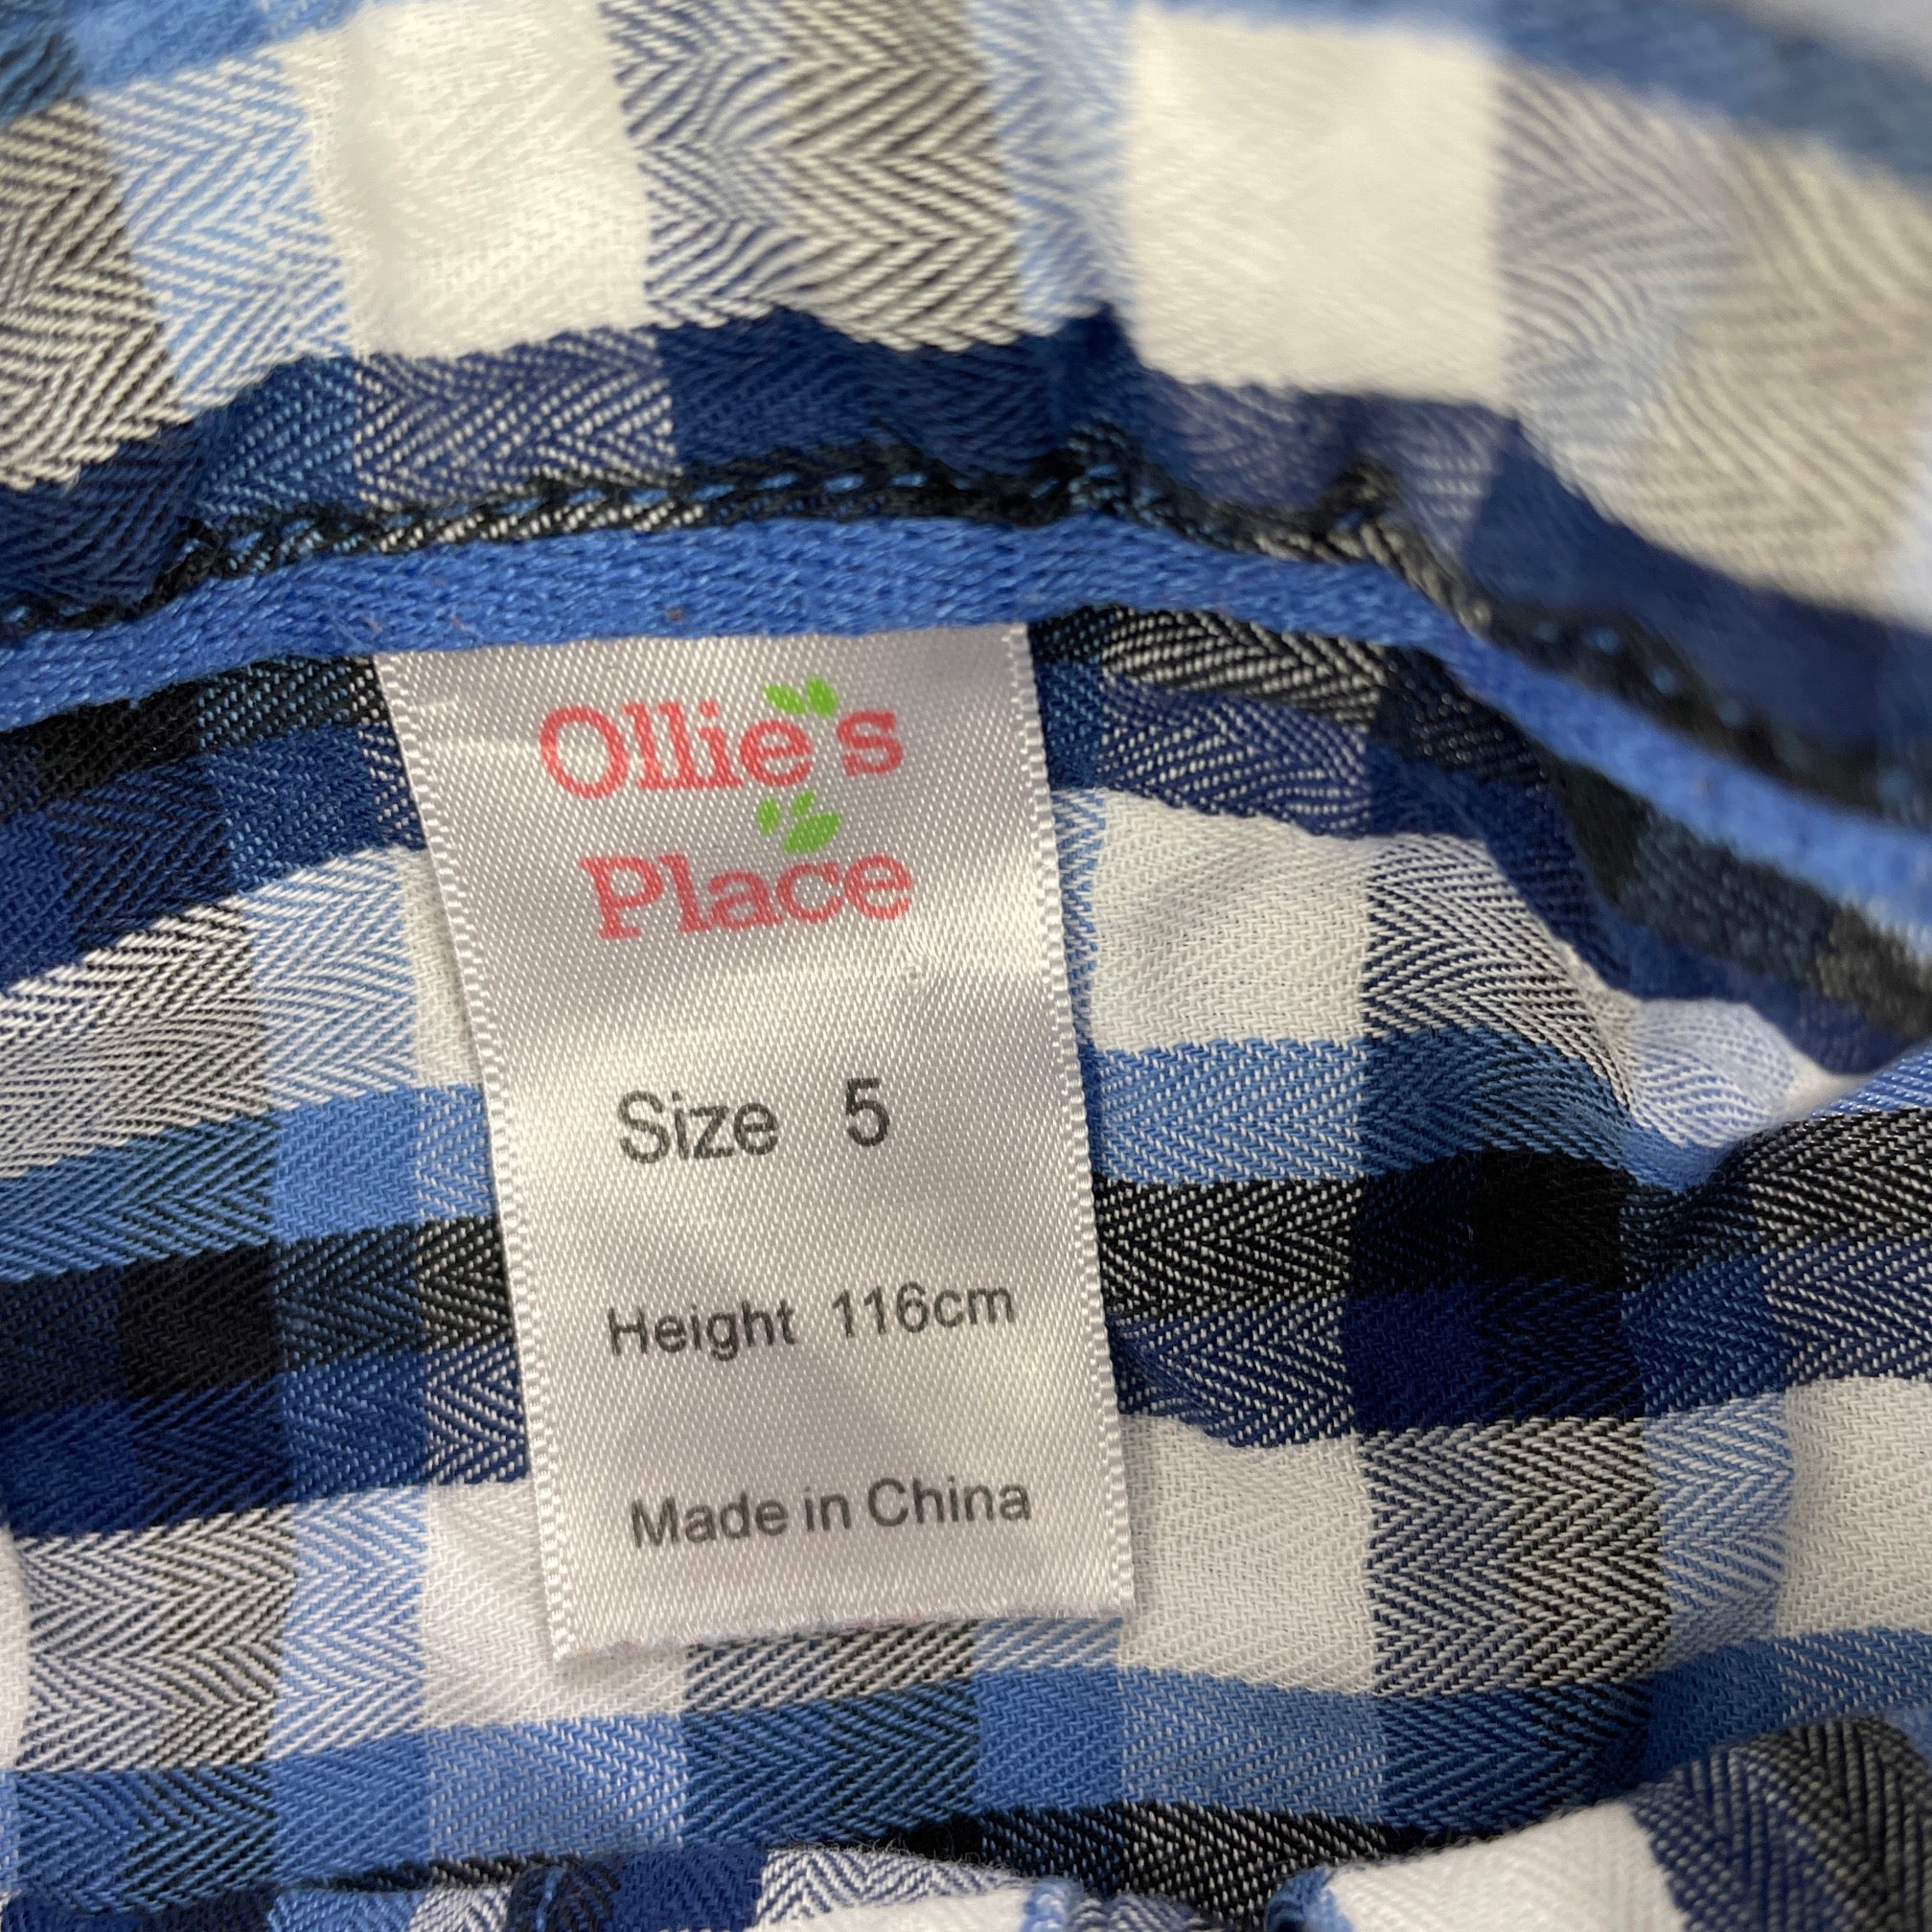 Ollie's
Place
Size 5
Height 116cm
Made in China